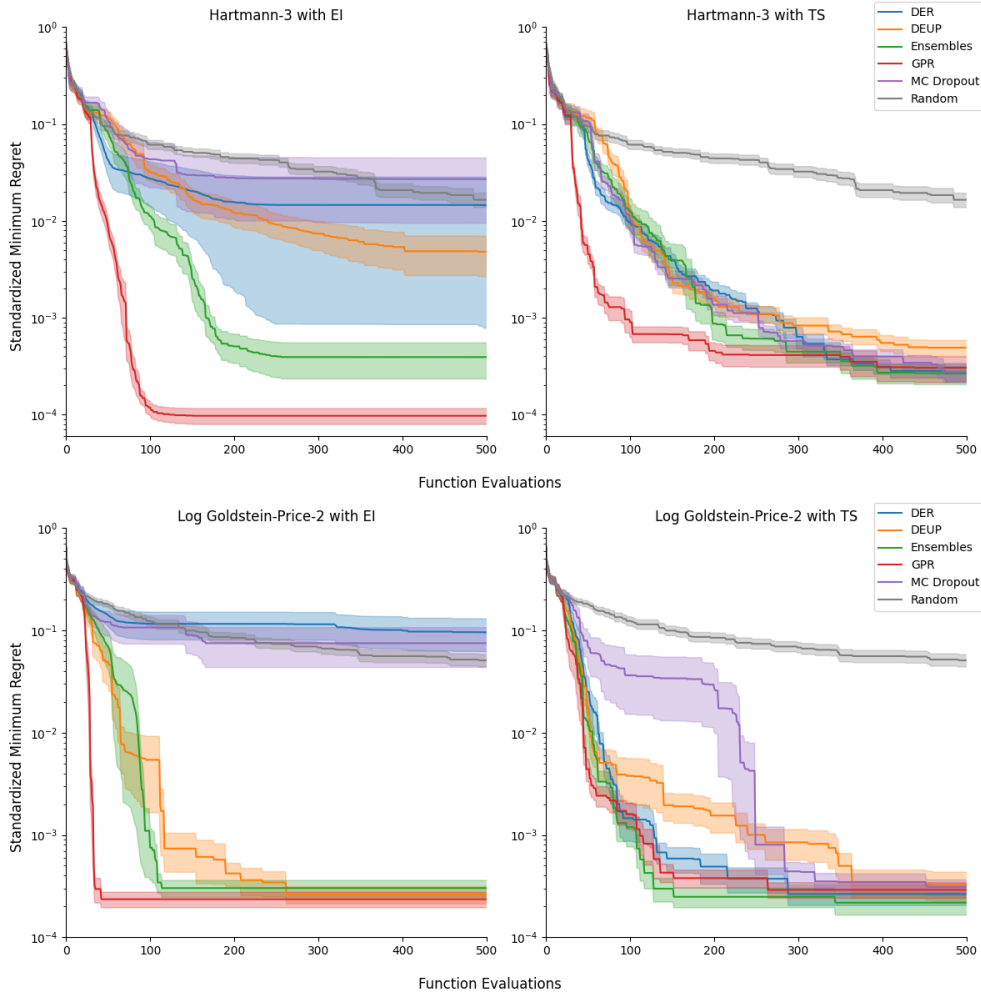 Hartmann-3 with EI
Hartmann-3 with TS
DER
DEUP
Ensembles
GPR
MC Dropout
Random
Standardized Minimum Regret
10^0
10^-1
10^-2
10^-3
10^-4
0 100 200 300 400 500
10^0
10^-1
10^-2
10^-3
10^-4
0 100 200 300 400 500
Function Evaluations
Log Goldstein-Price-2 with EI
Log Goldstein-Price-2 with TS
DER
DEUP
Ensembles
GPR
MC Dropout
Random
Standardized Minimum Regret
10^0
10^-1
10^-2
10^-3
10^-4
0 100 200 300 400 500
10^0
10^-1
10^-2
10^-3
10^-4
0 100 200 300 400 500
Function Evaluations